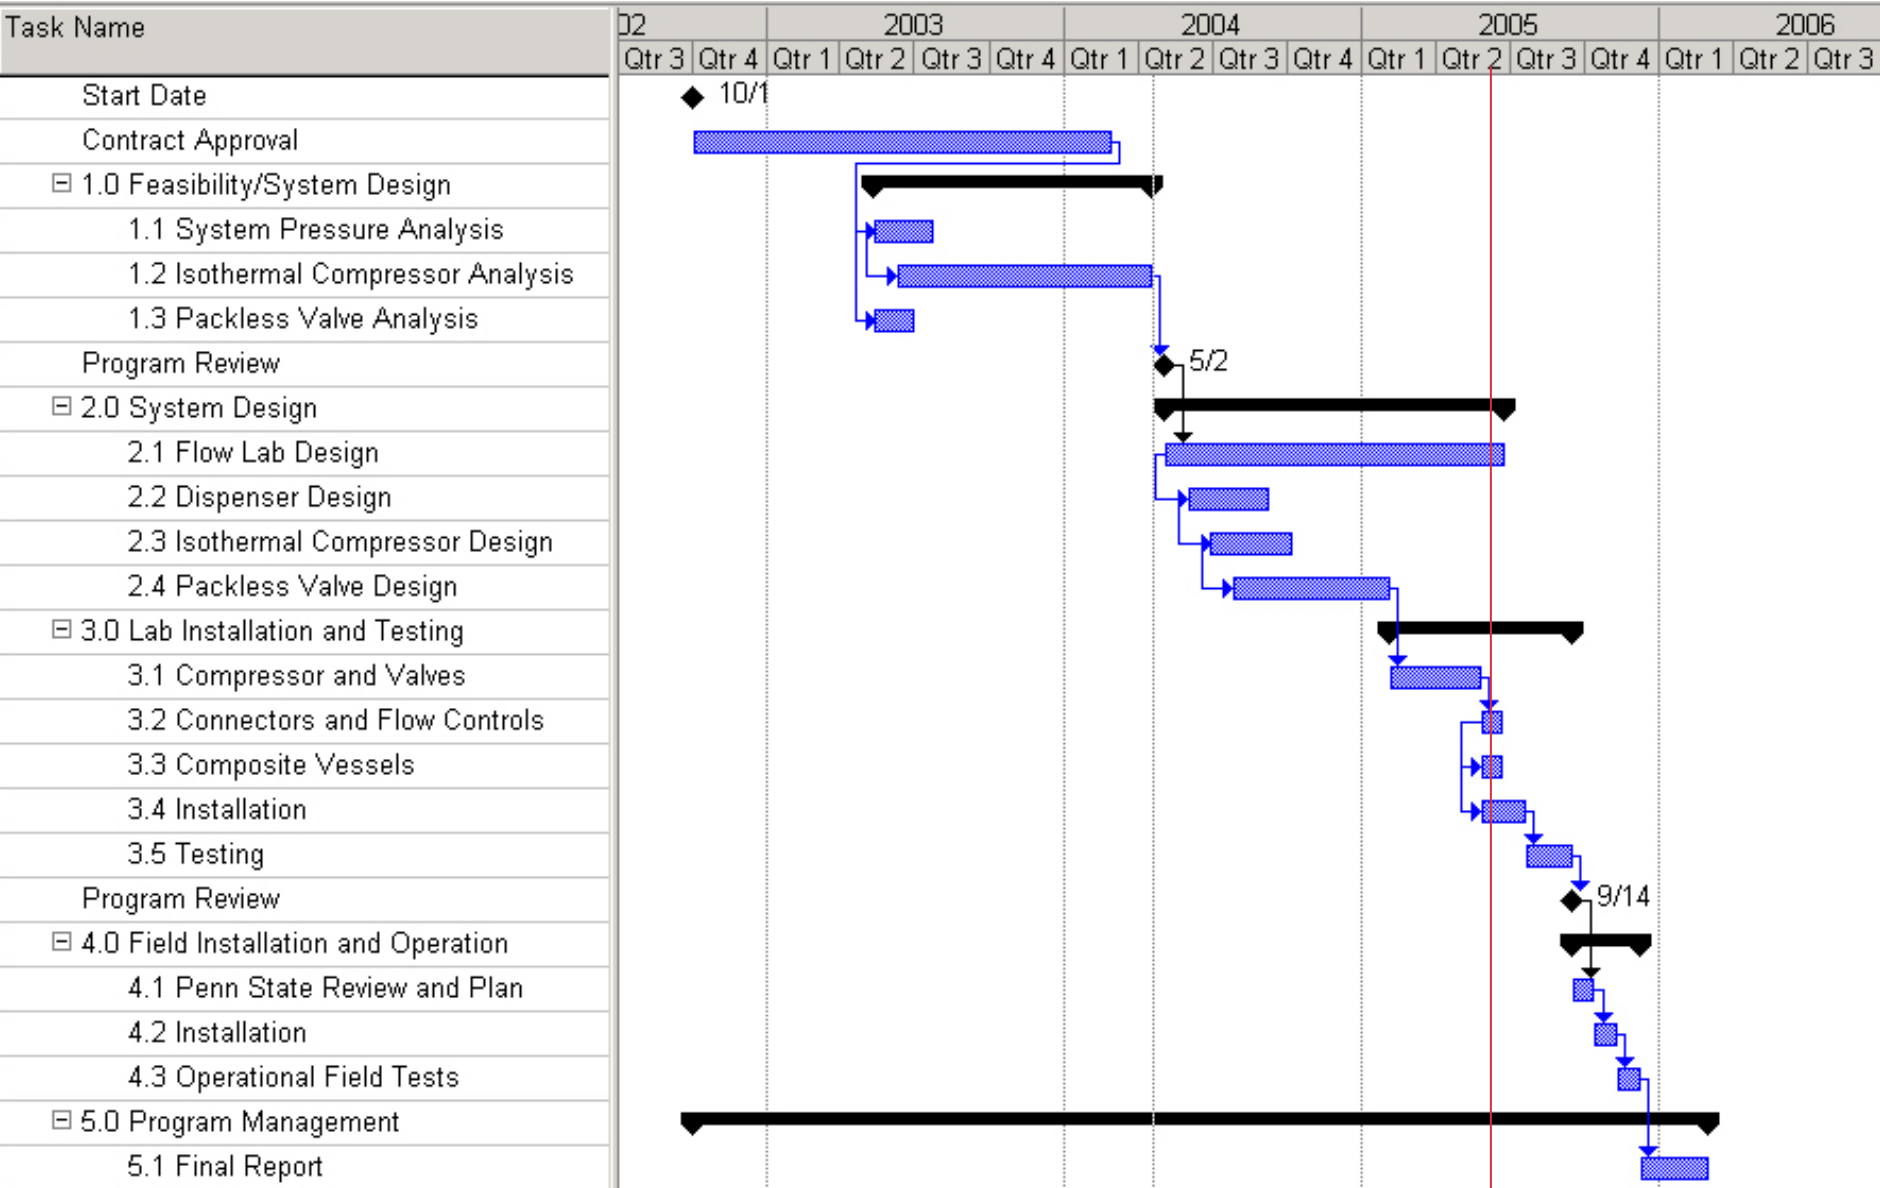 Task Name
02 2003 2004 2005 2006
Qtr 3 Qtr 4 Qtr 1 Qtr 2 Qtr 3 Qtr 4 Qtr 1 Qtr 2 Qtr 3 Qtr 4 Qtr 1 Qtr 2 Qtr 3 Qtr 4 Qtr 1 Qtr 2 Qtr 3
Start Date 10/1
Contract Approval
1.0 Feasibility/System Design
1.1 System Pressure Analysis
1.2 Isothermal Compressor Analysis
1.3 Packless Valve Analysis
Program Review 5/2
2.0 System Design
2.1 Flow Lab Design
2.2 Dispenser Design
2.3 Isothermal Compressor Design
2.4 Packless Valve Design
3.0 Lab Installation and Testing
3.1 Compressor and Valves
3.2 Connectors and Flow Controls
3.3 Composite Vessels
3.4 Installation
3.5 Testing
Program Review 9/14
4.0 Field Installation and Operation
4.1 Penn State Review and Plan
4.2 Installation
4.3 Operational Field Tests
5.0 Program Management
5.1 Final Report